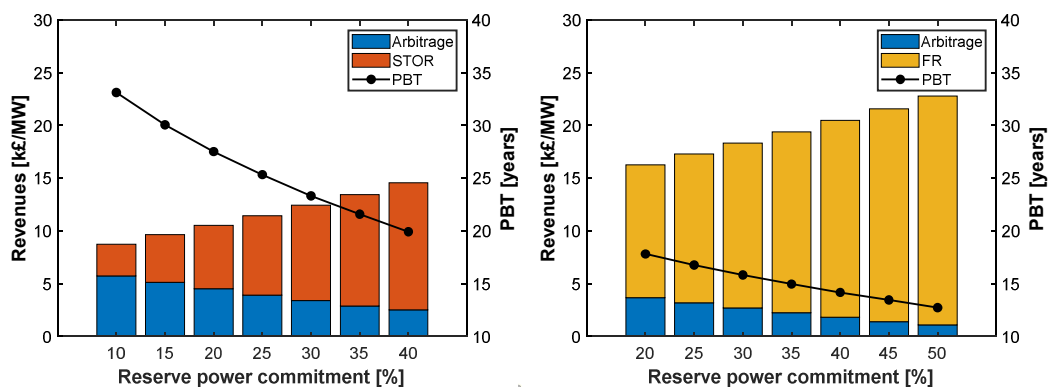 Revenues [k£/MW]
30
25
20
15
10
5
0
Arbitrage
STOR
PBT
40
35
30
25
20
15
10
PBT [years]
10 15 20 25 30 35 40
Reserve power commitment [%]
Revenues [k£/MW]
30
25
20
15
10
5
0
Arbitrage
FR
PBT
40
35
30
25
20
15
10
PBT [years]
20 25 30 35 40 45 50
Reserve power commitment [%]